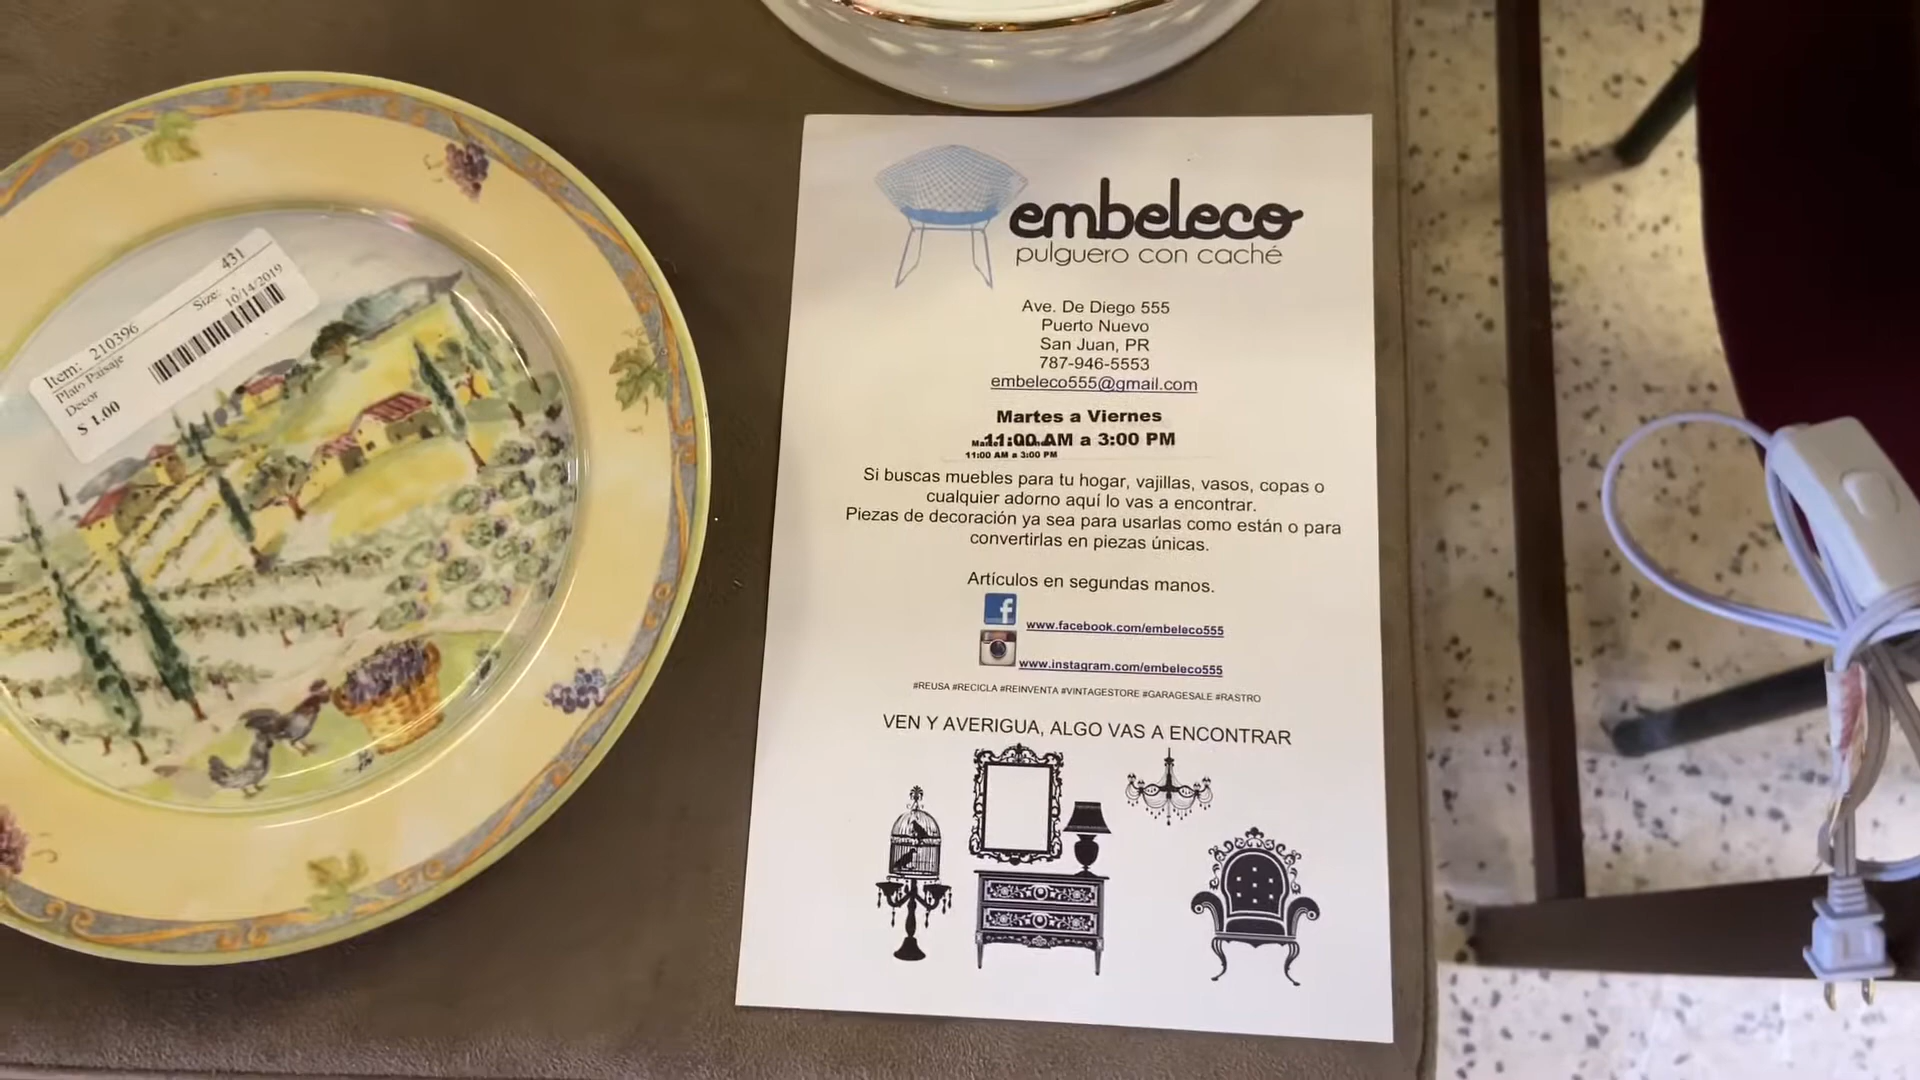 Item: 210396
431
Plato Paisaje
Size:
Decor
10/14/2019
$ 1.00
embeleco
pulguero con caché
Ave. De Diego 555
Puerto Nuevo
San Juan, PR
787-946-5553
embeleco555@gmail.com
Martes a Viernes
11:00 AM a 3:00 PM
11:00 AM a 3:00 PM
Si buscas muebles para tu hogar, vajillas, vasos, copas o
cualquier adorno aquí lo vas a encontrar.
Piezas de decoración ya sea para usarlas como están o para
convertirlas en piezas únicas.
Artículos en segundas manos.
f
www.facebook.com/embeleco555
www.instagram.com/embeleco555
#REUSA #RECICLA #REINVENTA #VINTAGESTORE #GARAGESALE #RASTRO
VEN Y AVERIGUA, ALGO VAS A ENCONTRAR